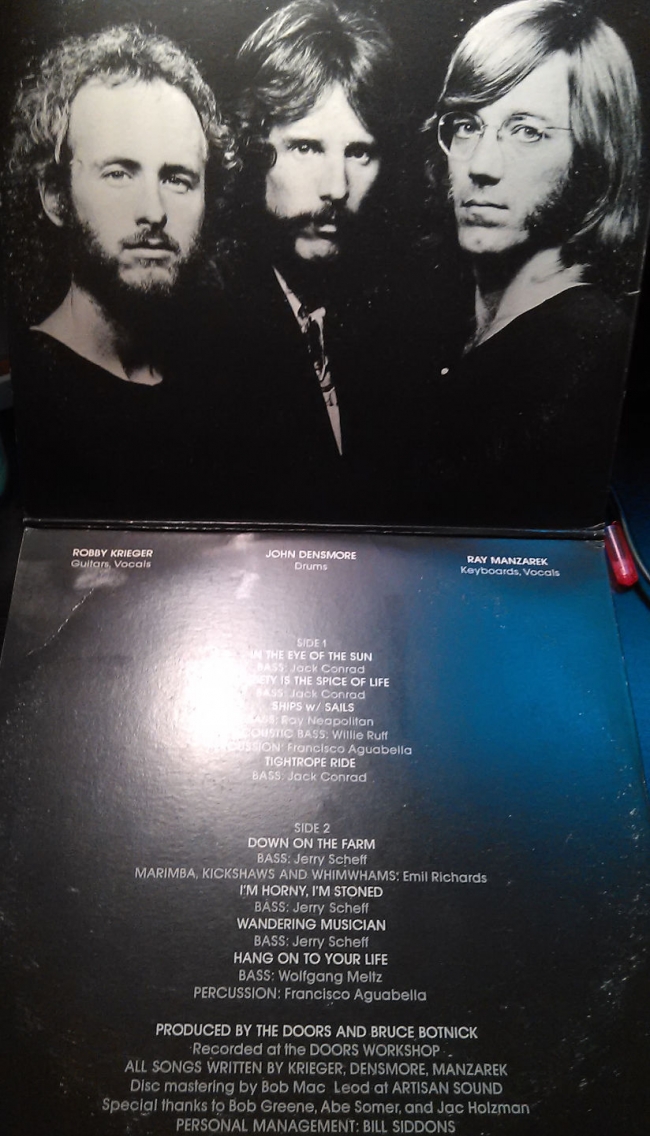 ROBBY KRIEGER
Guitars, Vocals
JOHN DENSMORE
Drums
RAY MANZAREK
Keyboards, Vocals
SIDE 1
IN THE EYE OF THE SUN
BASS: Jack Conrad
IS THE SPICE OF LIFE
BASS: Jack Conrad
SHIPS w/ SAILS
BASS: Ray Neapolitan
ACOUSTIC BASS: Willie Ruff
PERCUSSION: Francisco Aguabella
TIGHTROPE RIDE
BASS: Jack Conrad
SIDE 2
DOWN ON THE FARM
BASS: Jerry Scheff
MARIMBA, KICKSHAWS AND WHIMWHAMS: Emil Richards
I'M HORNY, I'M STONED
BASS: Jerry Scheff
WANDERING MUSICIAN
BASS: Jerry Scheff
HANG ON TO YOUR LIFE
BASS: Wolfgang Meltz
PERCUSSION: Francisco Aguabella
PRODUCED BY THE DOORS AND BRUCE BOTNICK
Recorded at the DOORS WORKSHOP
ALL SONGS WRITTEN BY KRIEGER, DENSMORE, MANZAREK
Disc mastering by Bob Mac Leod at ARTISAN SOUND
Special thanks to Bob Greene, Abe Somer, and Jac Holzman
PERSONAL MANAGEMENT: BILL SIDDONS